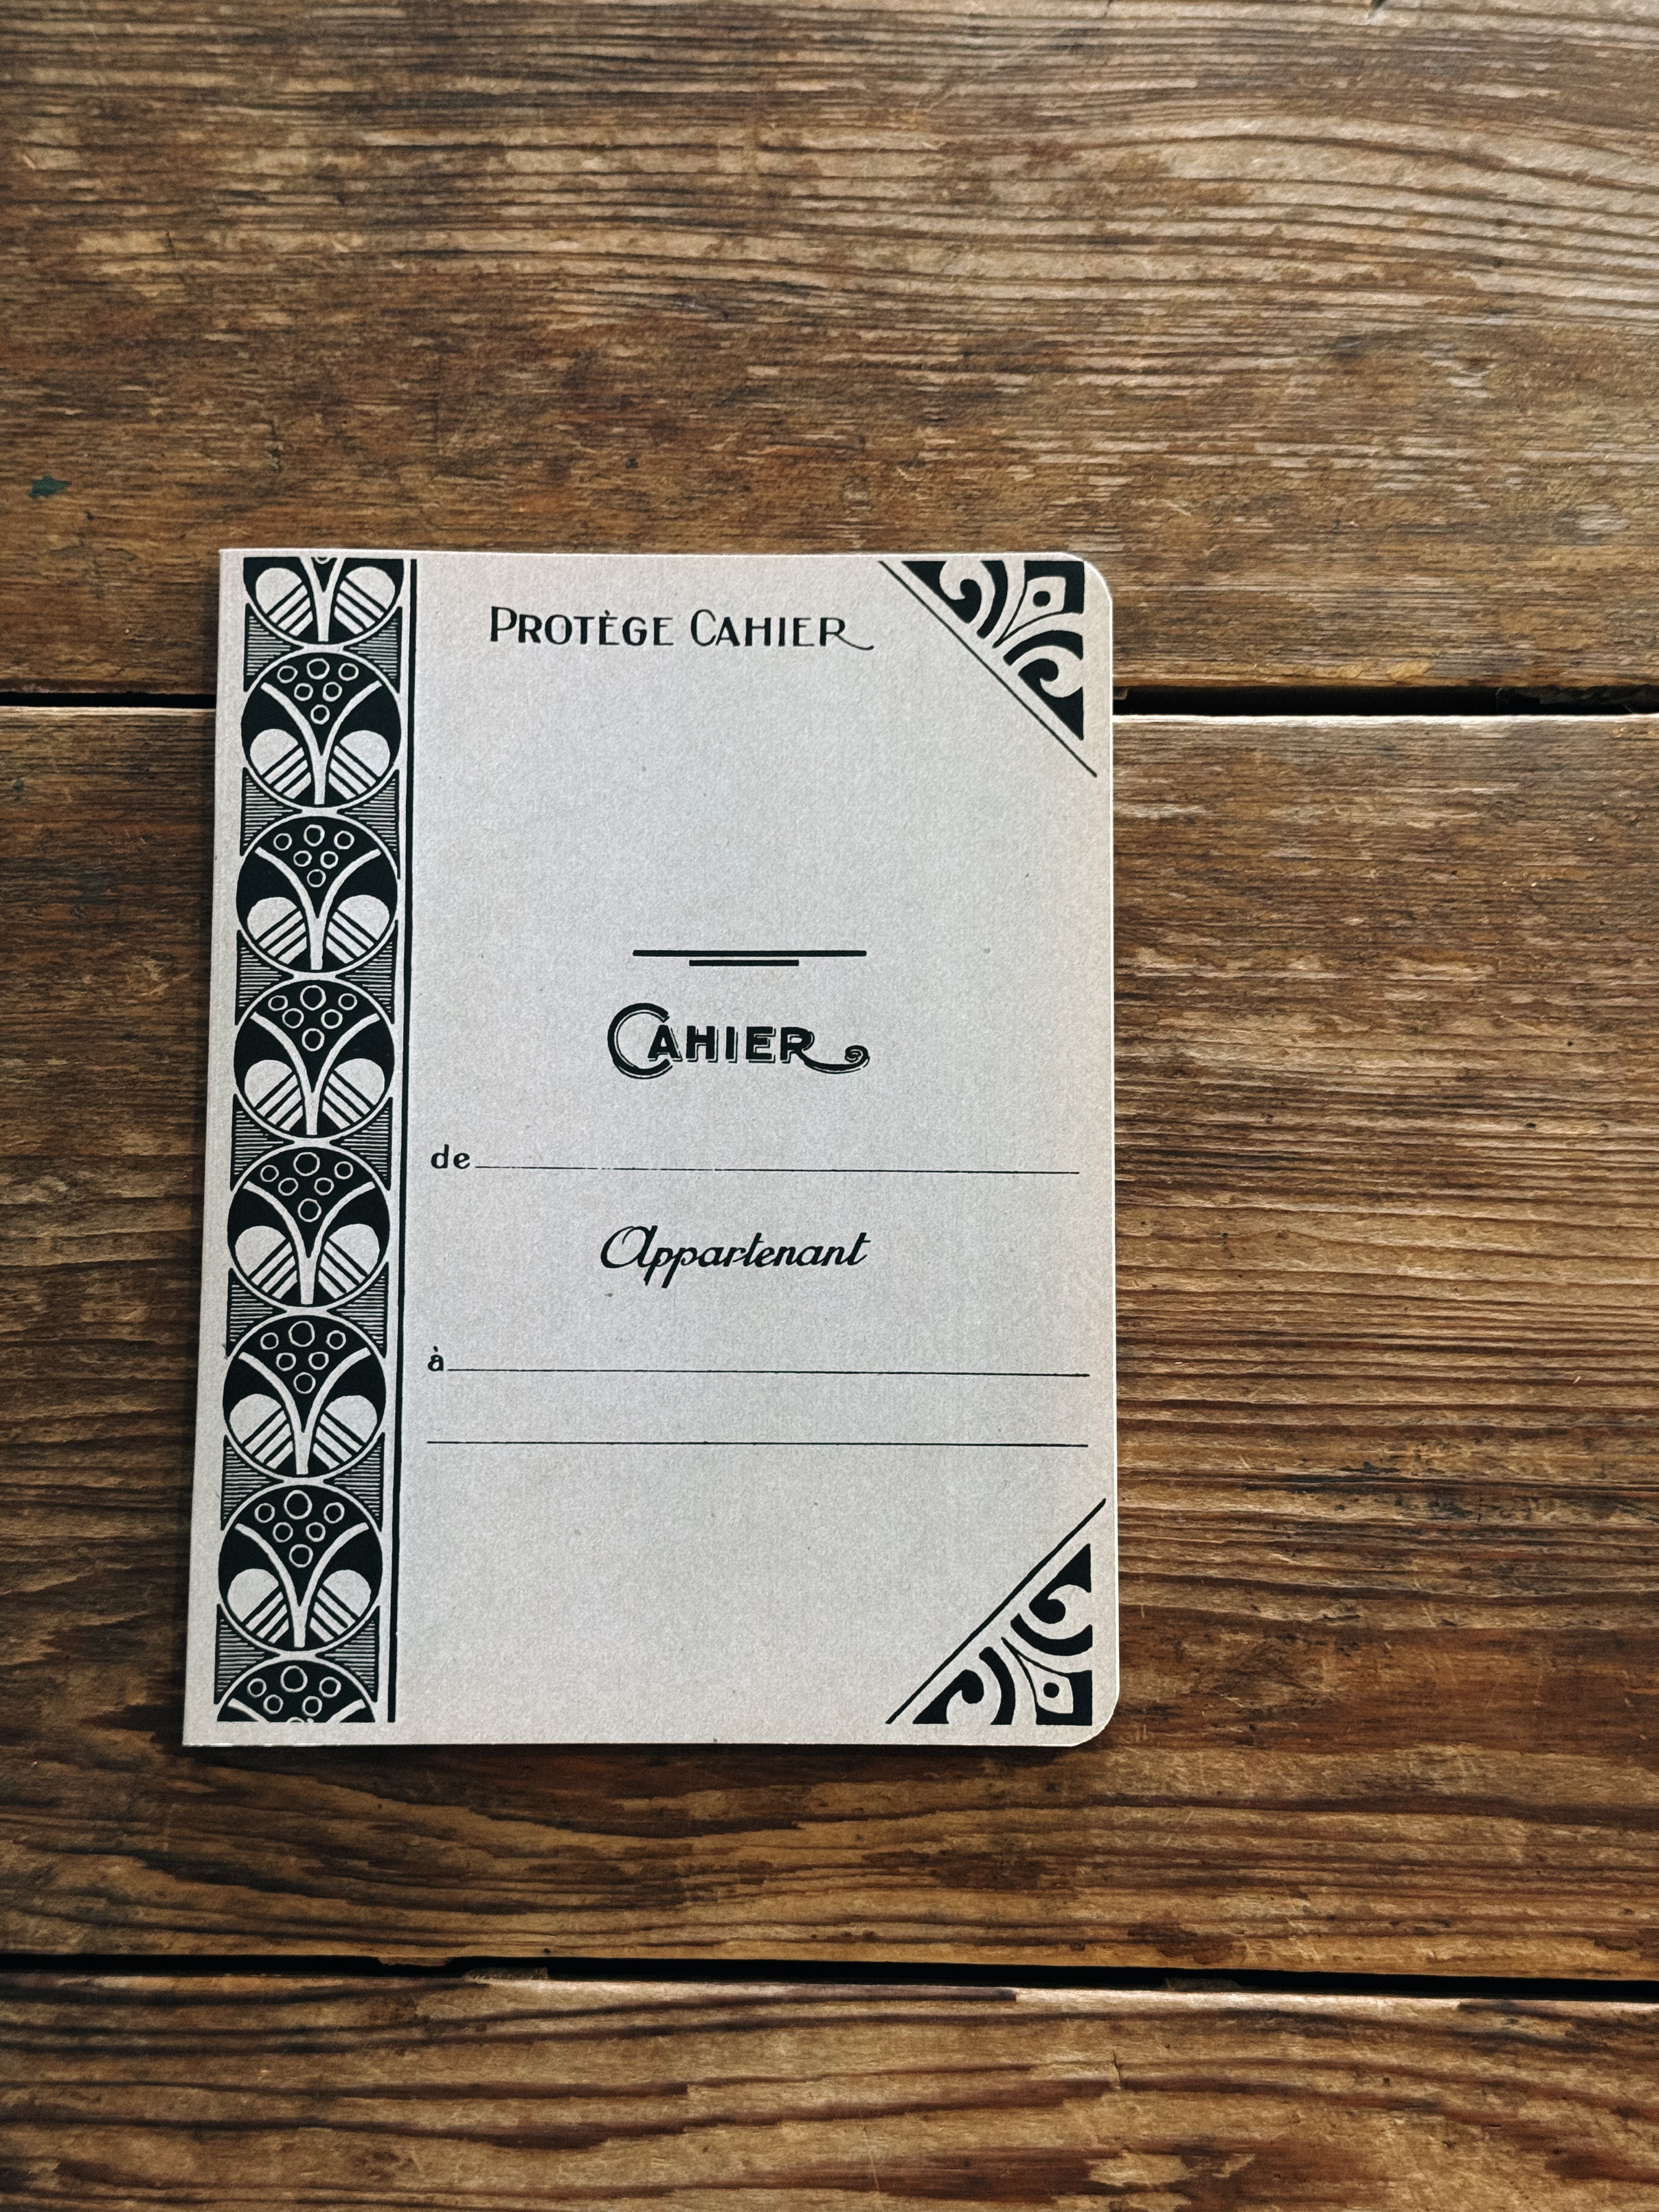 PROTÈGE CAHIER
CAHIER
de
Appartenant
à